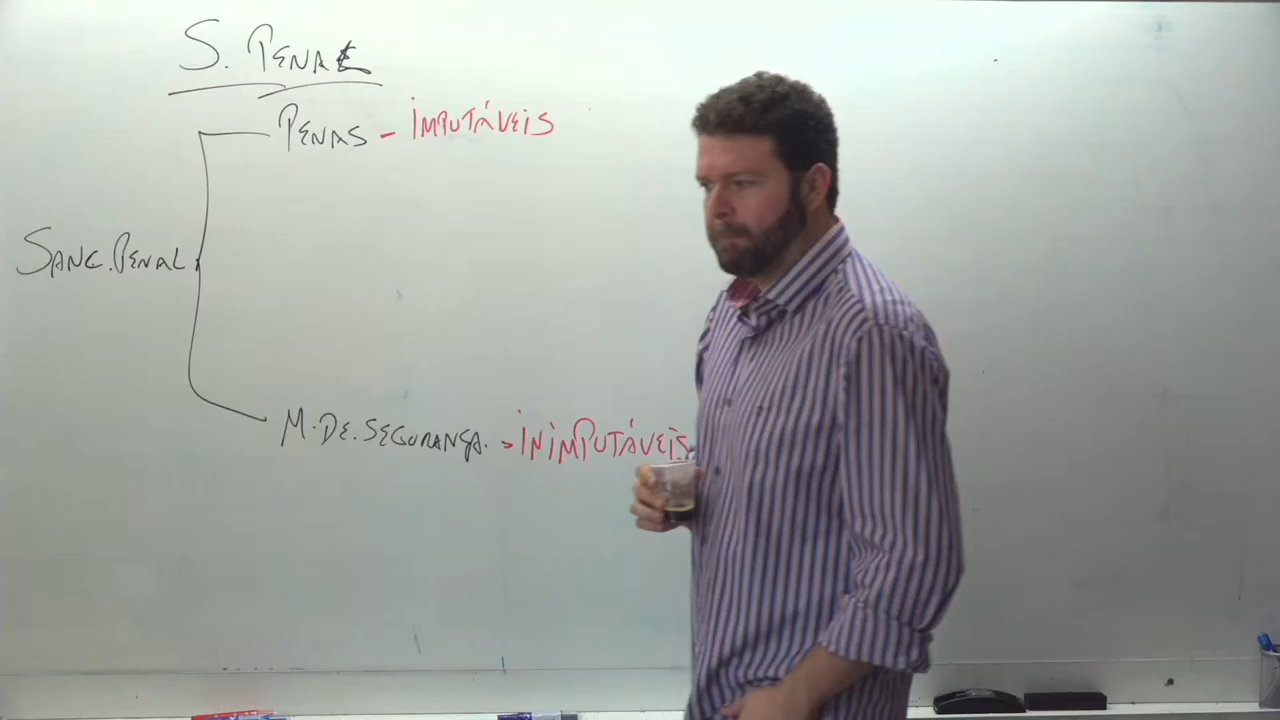 S. PENAL
PENAS - IMPUTÁVEIS
SANC. PENAL
M. DE. SEGURANÇA. - INIMPUTÁVEIS